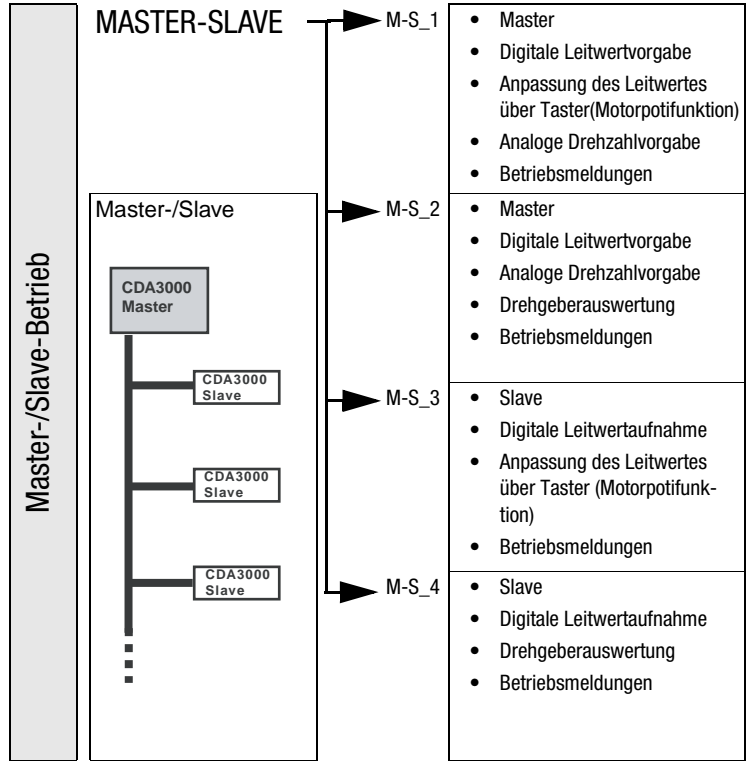 Master-/Slave-Betrieb
MASTER-SLAVE
M-S_1
• Master
• Digitale Leitwertvorgabe
• Anpassung des Leitwertes
über Taster(Motorpotifunktion)
• Analoge Drehzahlvorgabe
• Betriebsmeldungen
Master-/Slave
CDA3000
Master
CDA3000
Slave
CDA3000
Slave
CDA3000
Slave
M-S_2
• Master
• Digitale Leitwertvorgabe
• Analoge Drehzahlvorgabe
• Drehgeberauswertung
• Betriebsmeldungen
M-S_3
• Slave
• Digitale Leitwertaufnahme
• Anpassung des Leitwertes
über Taster (Motorpotifunk-
tion)
• Betriebsmeldungen
M-S_4
• Slave
• Digitale Leitwertaufnahme
• Drehgeberauswertung
• Betriebsmeldungen